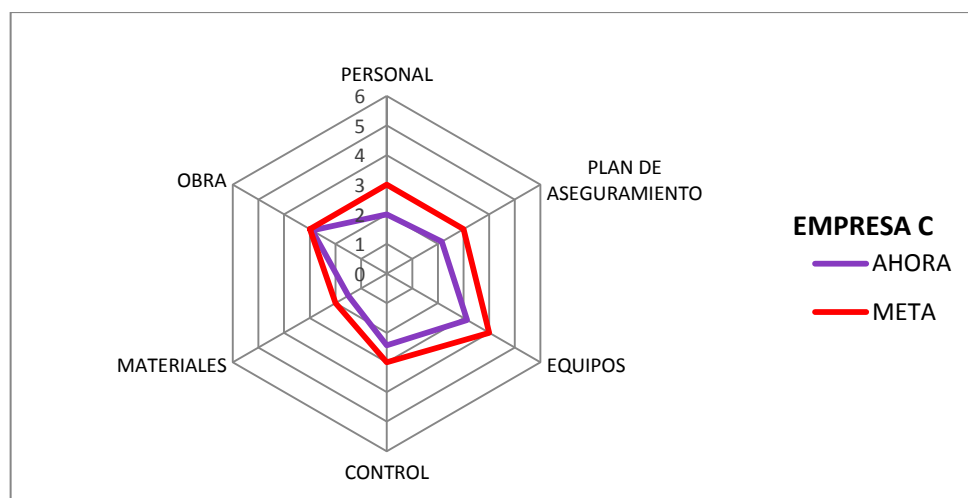 PERSONAL
6
5
4
3
2
1
0
PLAN DE
ASEGURAMIENTO
EQUIPOS
CONTROL
MATERIALES
OBRA
EMPRESA C
AHORA
META